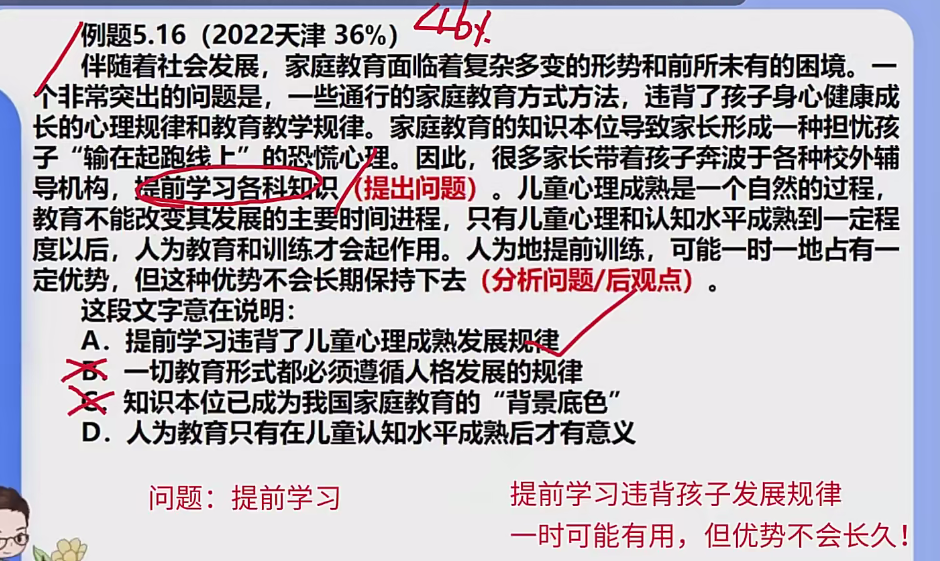 例题5.16（2022天津 36%）
<46%
伴随着社会发展，家庭教育面临着复杂多变的形势和前所未有的困境。一
个非常突出的问题是，一些通行的家庭教育方式方法，违背了孩子身心健康成
长的心理规律和教育教学规律。家庭教育的知识本位导致家长形成一种担忧孩
子“输在起跑线上”的恐慌心理。因此，很多家长带着孩子奔波于各种校外辅
导机构，提前学习各科知识（提出问题）。儿童心理成熟是一个自然的过程，
教育不能改变其发展的主要时间进程，只有儿童心理和认知水平成熟到一定程
度以后，人为教育和训练才会起作用。人为地提前训练，可能一时一地占有一
定优势，但这种优势不会长期保持下去（分析问题/后观点）。
这段文字意在说明：
A．提前学习违背了儿童心理成熟发展规律
B．一切教育形式都必须遵循人格发展的规律
C．知识本位已成为我国家庭教育的“背景底色”
D．人为教育只有在儿童认知水平成熟后才有意义
问题：提前学习
提前学习违背孩子发展规律
一时可能有用，但优势不会长久！